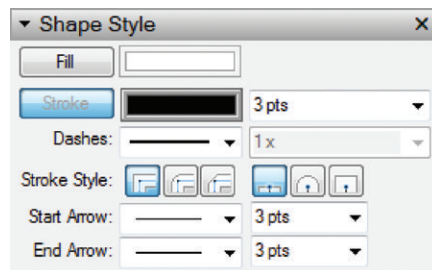 Shape Style
Fill
Stroke 3 pts
Dashes: 1 x
Stroke Style:
Start Arrow: 3 pts
End Arrow: 3 pts